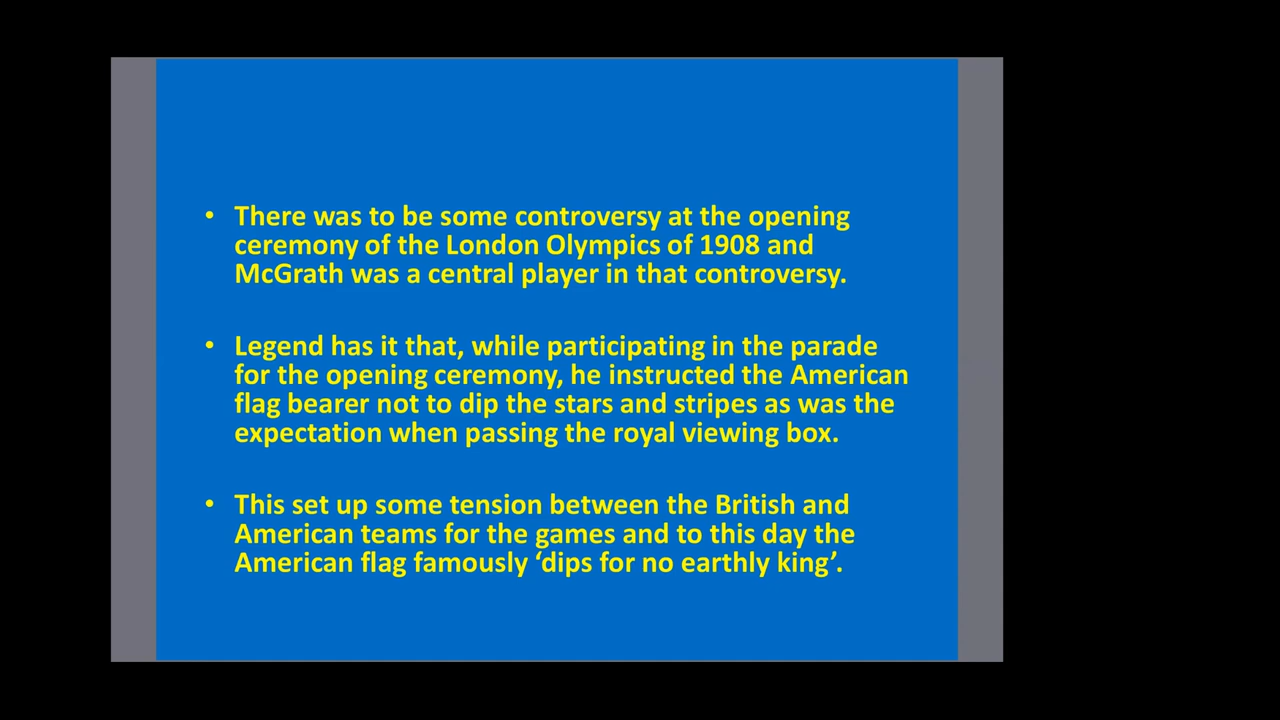 • There was to be some controversy at the opening
ceremony of the London Olympics of 1908 and
McGrath was a central player in that controversy.
• Legend has it that, while participating in the parade
for the opening ceremony, he instructed the American
flag bearer not to dip the stars and stripes as was the
expectation when passing the royal viewing box.
• This set up some tension between the British and
American teams for the games and to this day the
American flag famously ‘dips for no earthly king’.